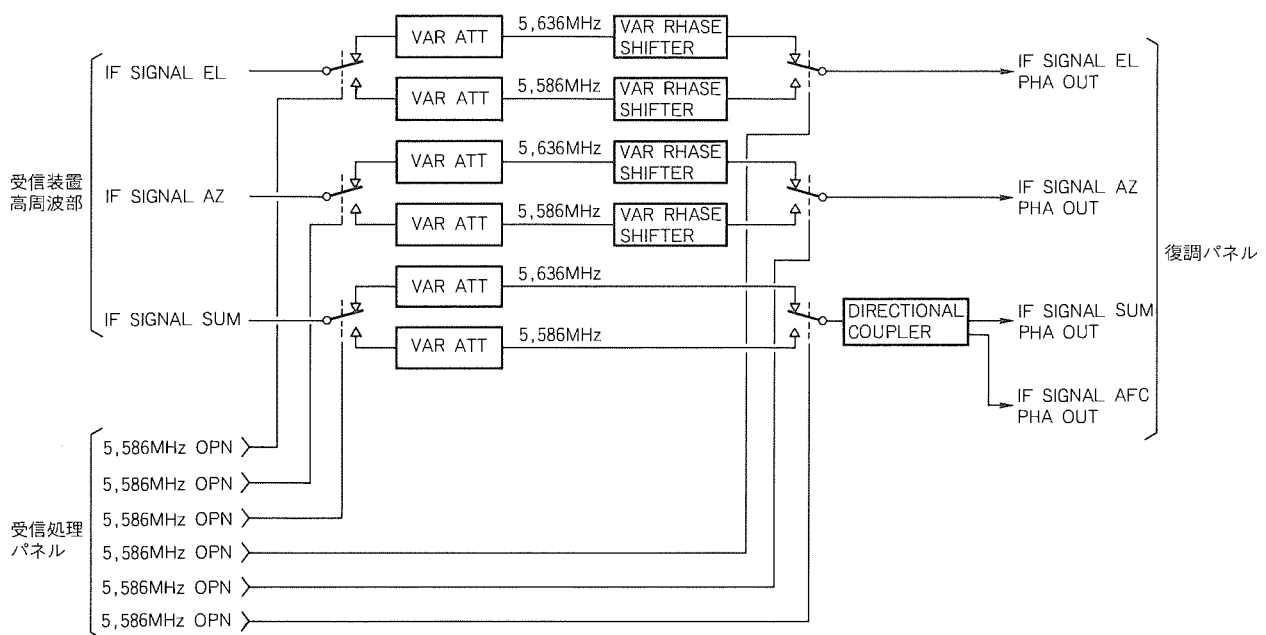 5,636MHz
VAR ATT
VAR RHASE
SHIFTER
IF SIGNAL EL
IF SIGNAL EL
PHA OUT
5,586MHz
VAR ATT
VAR RHASE
SHIFTER
5,636MHz
VAR ATT
VAR RHASE
SHIFTER
受信装置
高周波部
IF SIGNAL AZ
IF SIGNAL AZ
PHA OUT
5,586MHz
VAR ATT
VAR RHASE
SHIFTER
復調パネル
5,636MHz
VAR ATT
IF SIGNAL SUM
DIRECTIONAL
COUPLER
IF SIGNAL SUM
PHA OUT
5,586MHz
VAR ATT
IF SIGNAL AFC
PHA OUT
5,586MHz OPN
5,586MHz OPN
5,586MHz OPN
受信処理
パネル
5,586MHz OPN
5,586MHz OPN
5,586MHz OPN